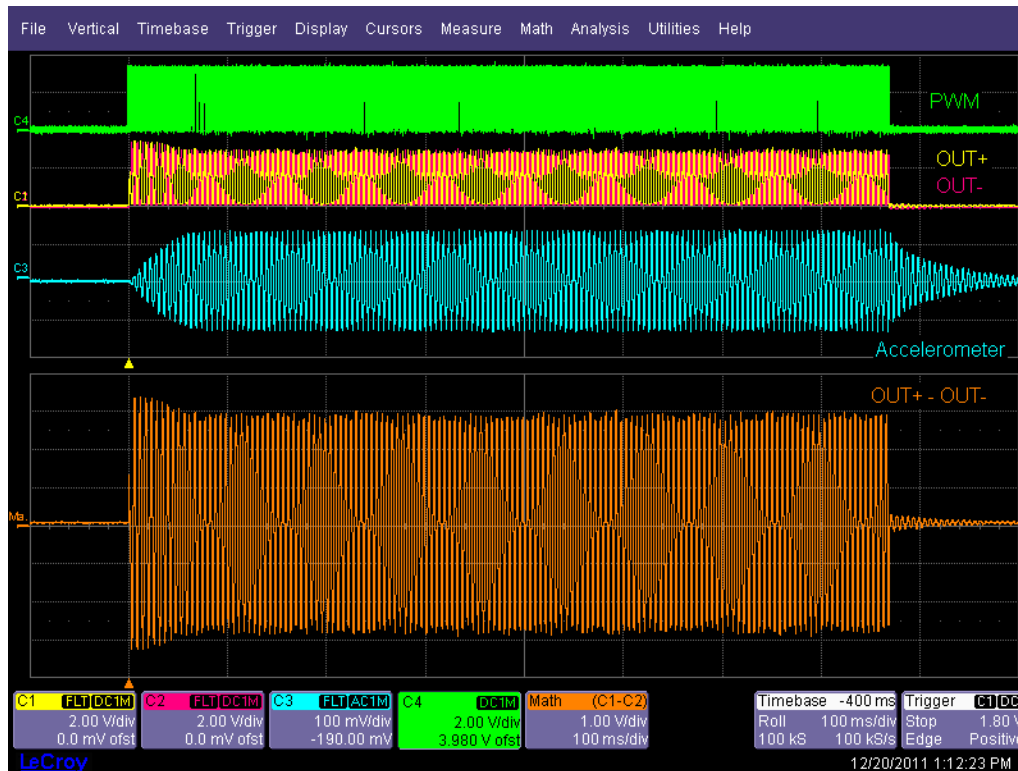 File Vertical Timebase Trigger Display Cursors Measure Math Analysis Utilities Help
C4
PWM
OUT+
C1
OUT-
C3
Accelerometer
OUT+ - OUT-
Ma
C1 FLT DC1M C2 FLT DC1M C3 FLT AC1M C4 DC1M Math (C1-C2) Timebase -400 ms Trigger C1 DC
2.00 V/div 2.00 V/div 100 mV/div 2.00 V/div 1.00 V/div Roll 100 ms/div Stop 1.80 V
0.0 mV ofst 0.0 mV ofst -190.00 mV 3.980 V ofst 100 ms/div 100 kS 100 kS/s Edge Positive
LeCroy 12/20/2011 1:12:23 PM